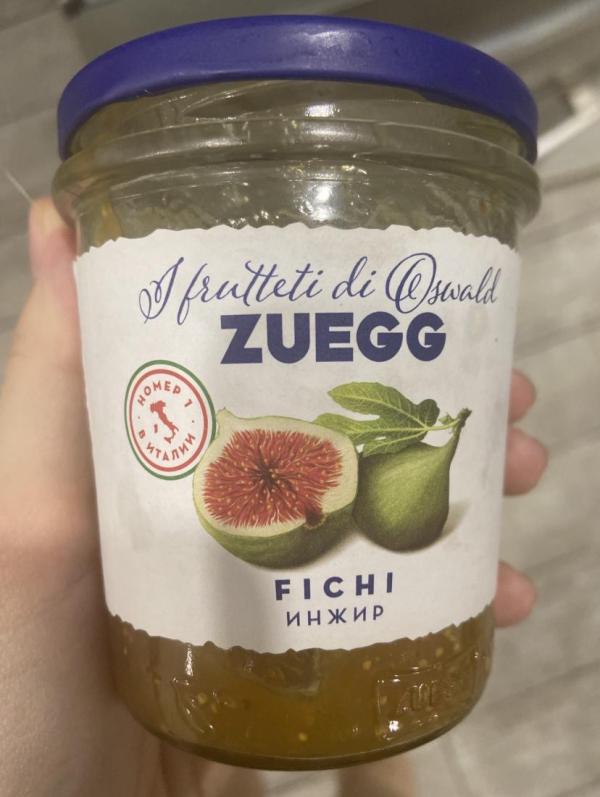 I frutteti di Oswald
ZUEGG
НОМЕР 1
В ИТАЛИИ
FICHI
ИНЖИР